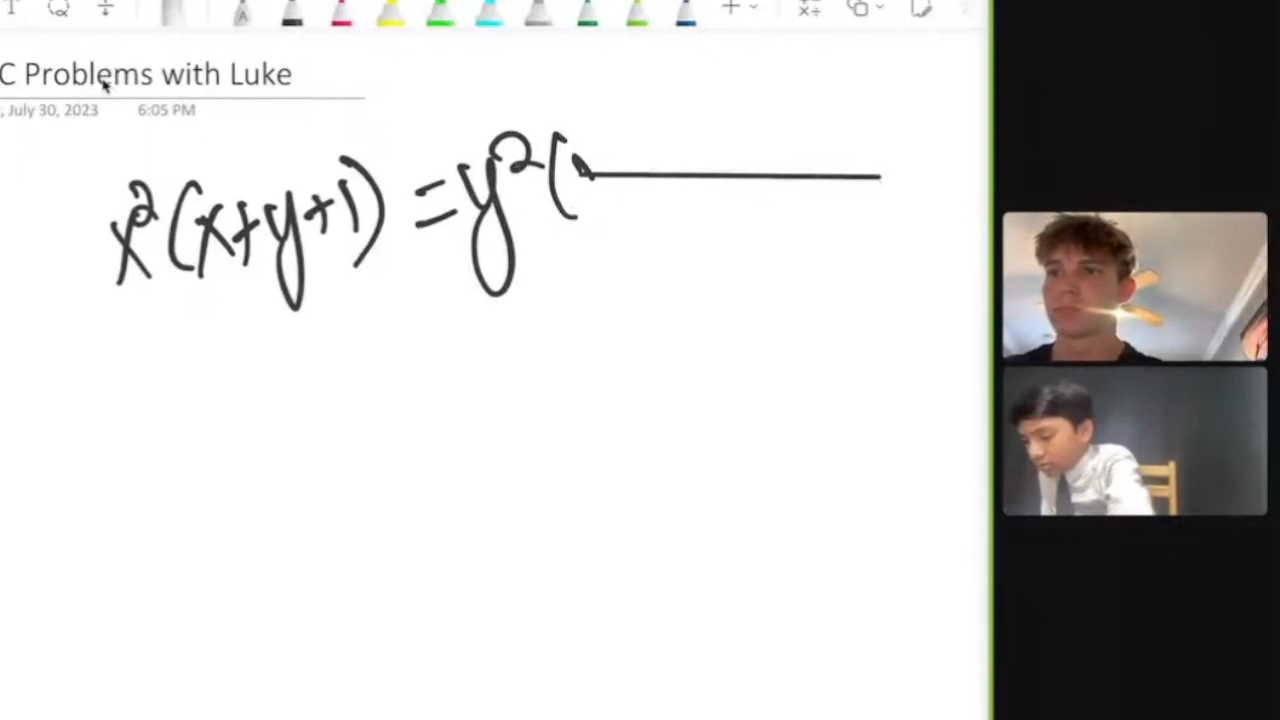 C Problems with Luke
, July 30, 2023 6:05 PM
x²(x+y+1) = y²(